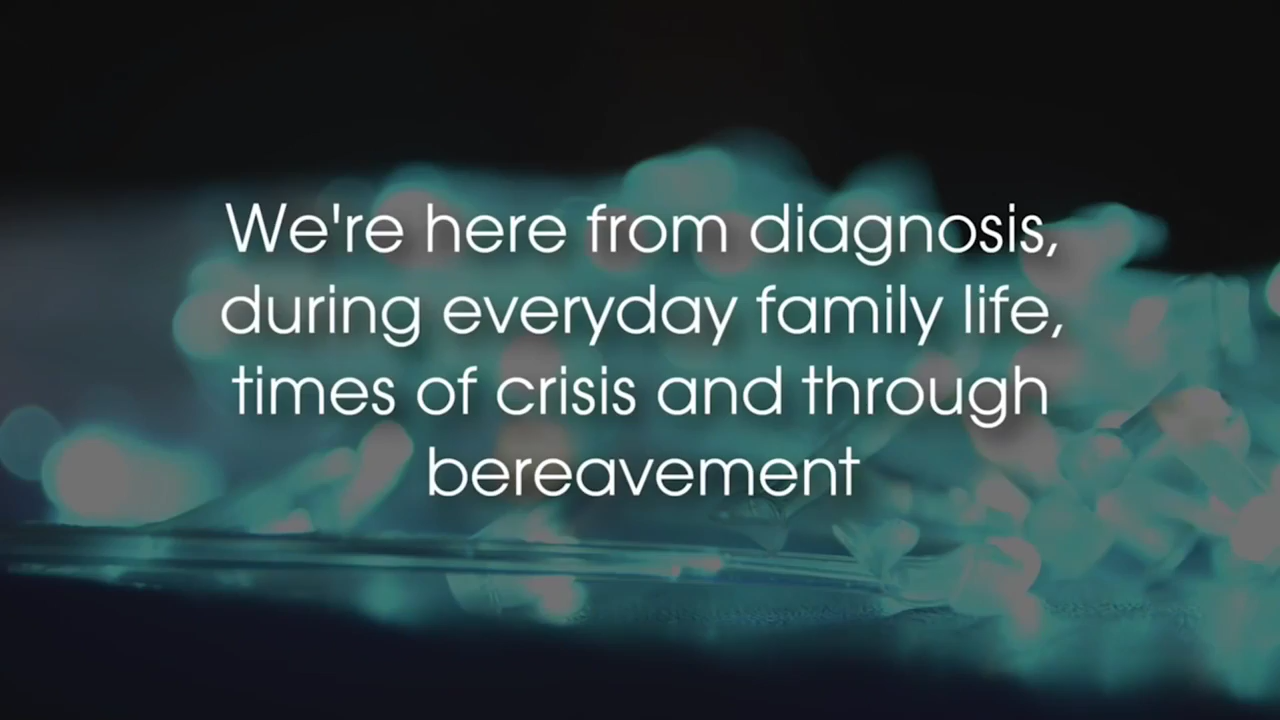 We're here from diagnosis,
during everyday family life,
times of crisis and through
bereavement